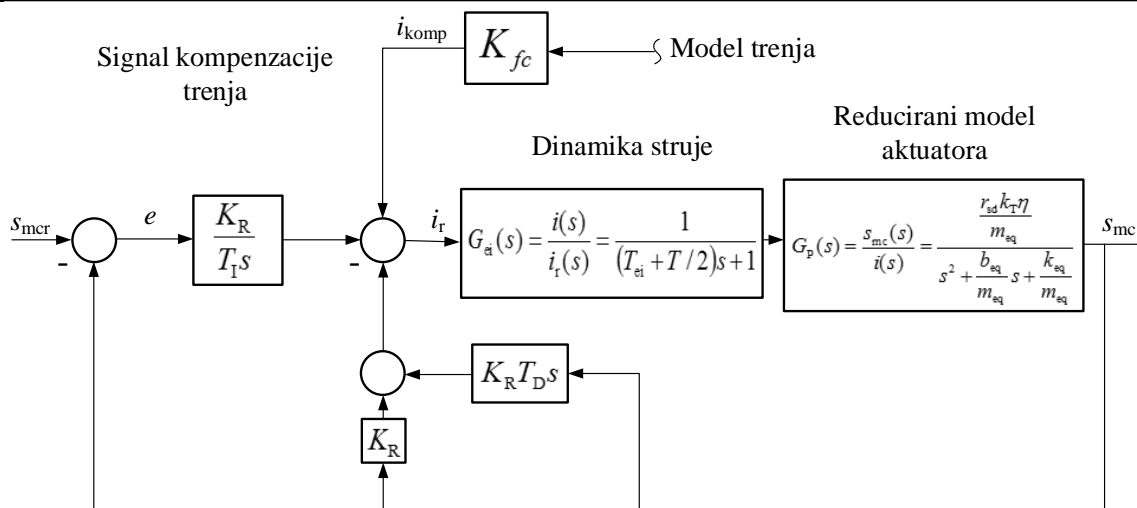 i_komp
K_fc
Model trenja
Signal kompenzacije
trenja
Dinamika struje
Reducirani model
aktuatora
s_mcr
-
e
K_R / T_I s
-
i_r
G_ei(s) = i(s) / i_r(s) = 1 / ((T_ei + T/2)s + 1)
G_p(s) = s_mc(s) / i(s) = (r_sd k_T η / m_eq) / (s² + (b_eq / m_eq) s + k_eq / m_eq)
s_mc
-
K_R T_D s
K_R